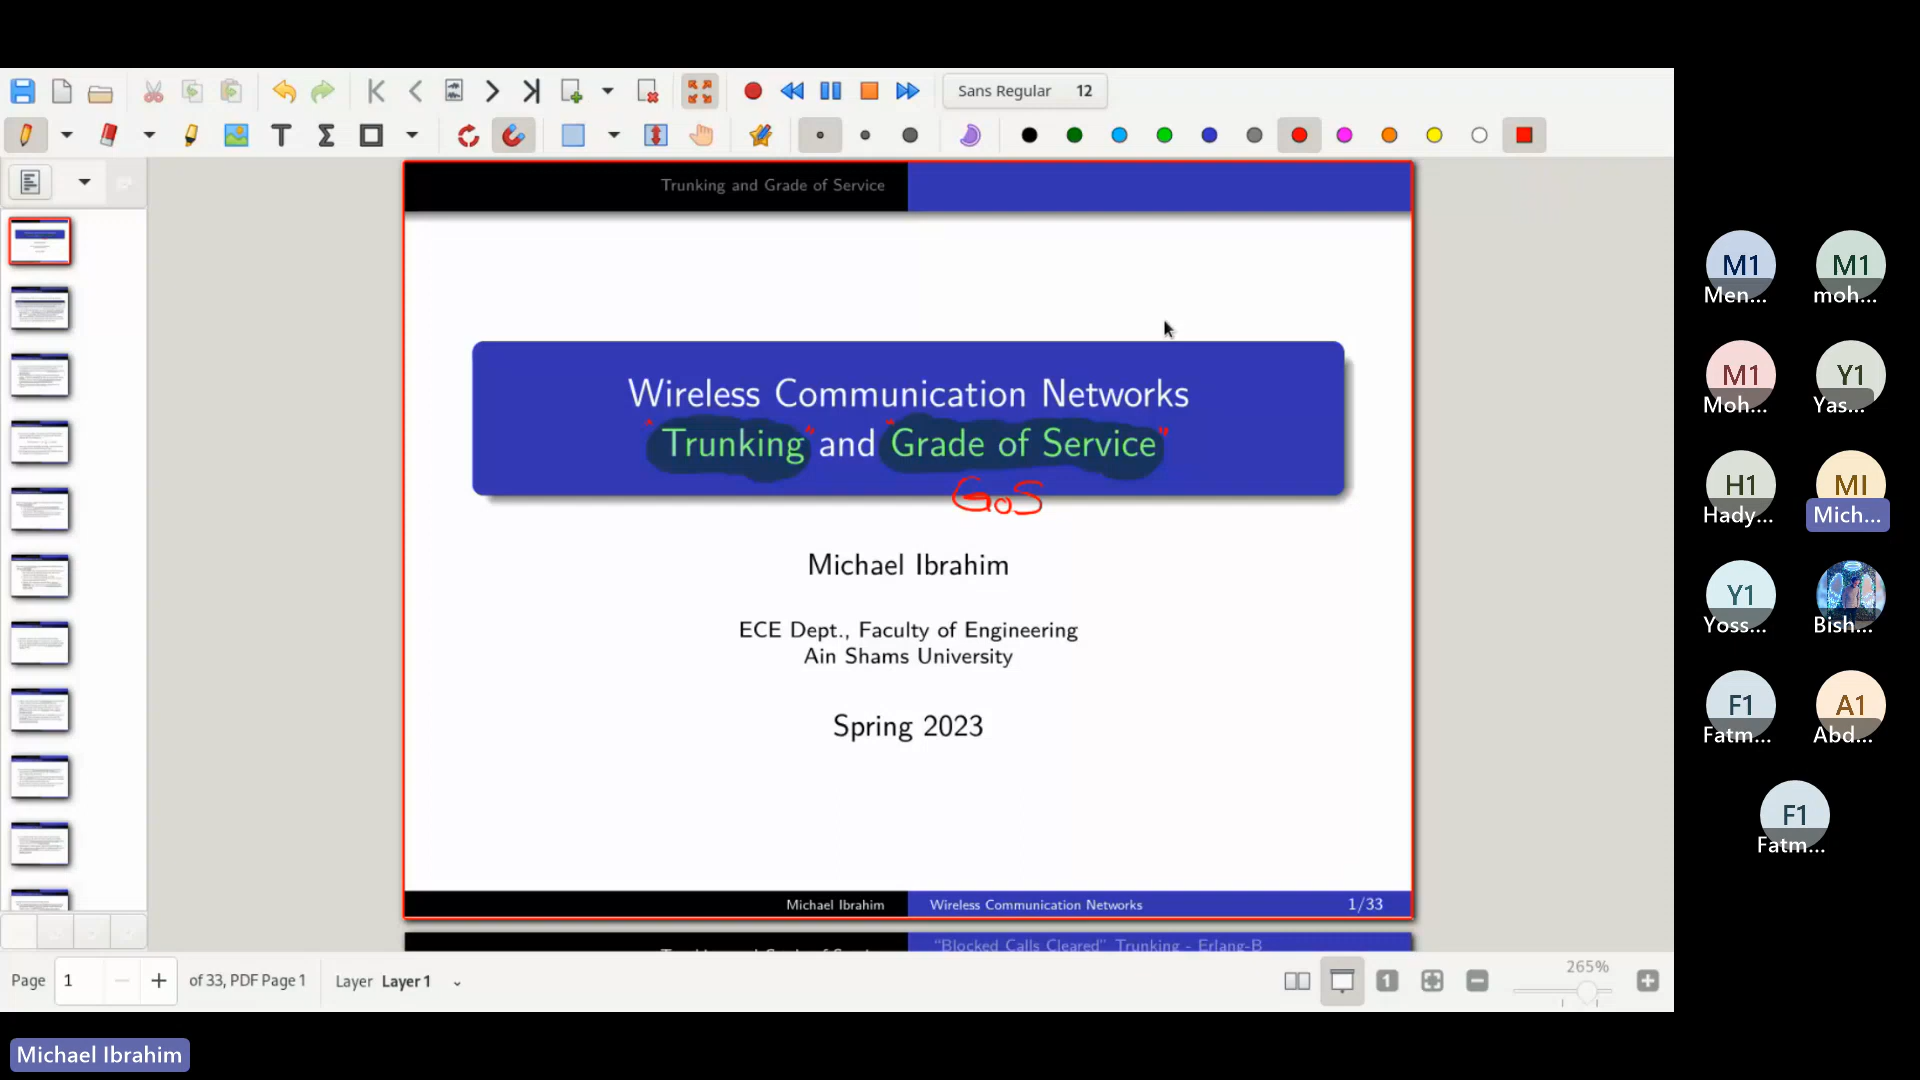 Sans Regular 12
Trunking and Grade of Service
Wireless Communication Networks
"Trunking" and "Grade of Service"
GoS
Michael Ibrahim
ECE Dept., Faculty of Engineering
Ain Shams University
Spring 2023
Michael Ibrahim Wireless Communication Networks 1/33
"Blocked Calls Cleared" Trunking - Erlang-B
Page 1 of 33, PDF Page 1 Layer Layer 1
1
265%
M1 M1
Men... moh...
M1 Y1
Moh... Yas...
H1 MI
Hady... Mich...
Y1
Yoss... Bish...
F1 A1
Fatm... Abd...
F1
Fatm...
Michael Ibrahim